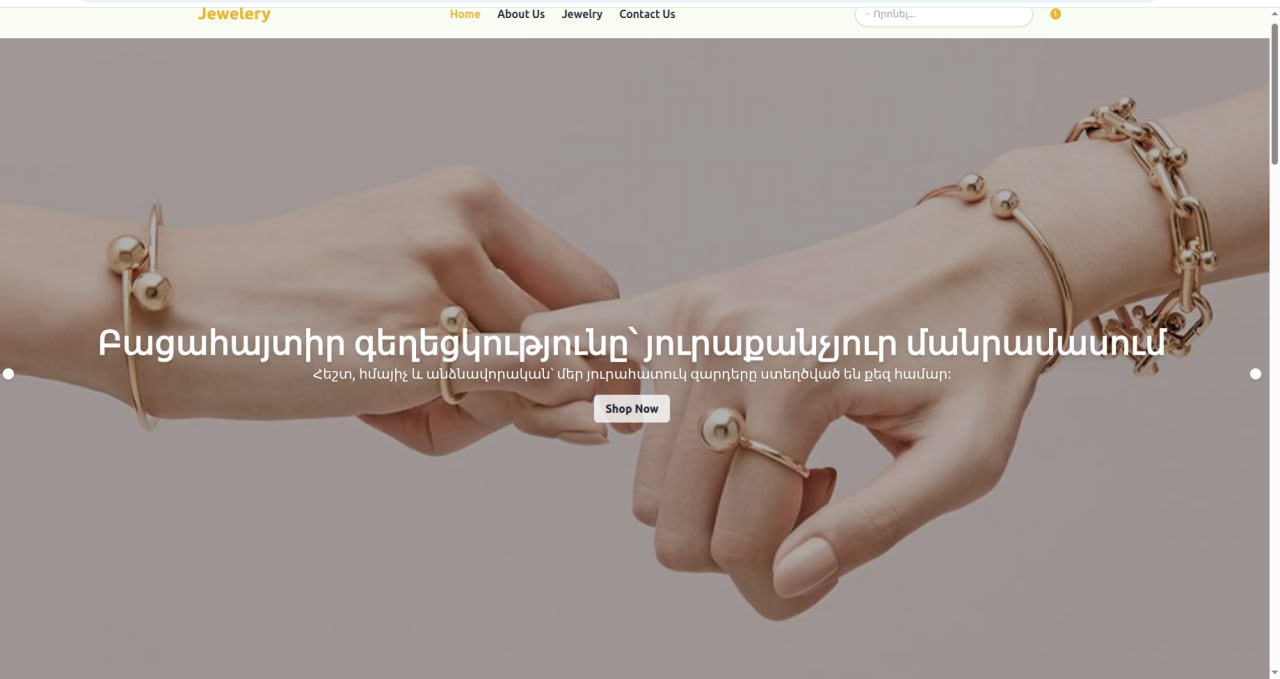 Jewelery
Home About Us Jewelry Contact Us
Որոնել...
1
Բացահայտիր գեղեցկությունը՝ յուրաքանչյուր մանրամասում
Հեշտ, հմայիչ և անձնավորական՝ մեր յուրահատուկ զարդերը ստեղծված են քեզ համար:
Shop Now